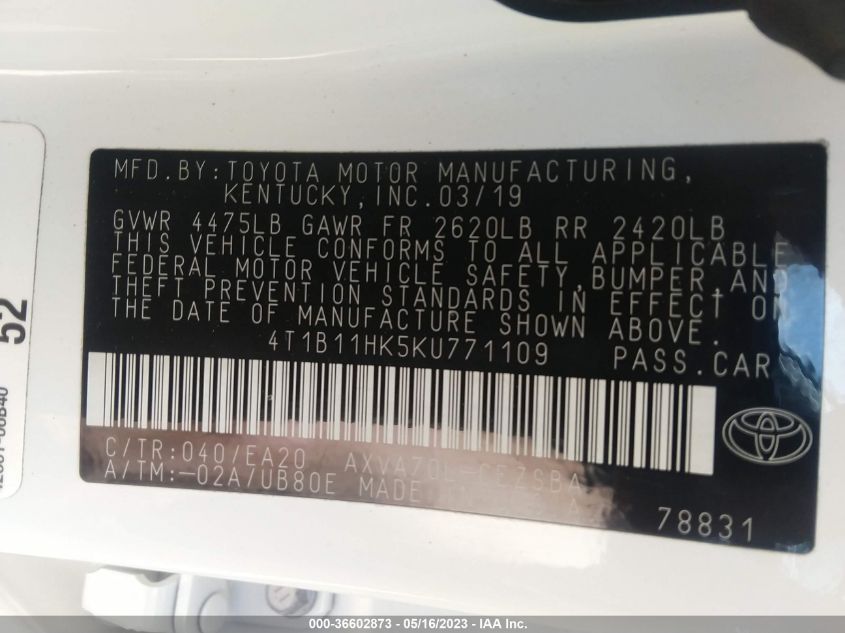 MFD.BY:TOYOTA MOTOR MANUFACTURING,
KENTUCKY,INC.03/19
GVWR 4475LB GAWR FR 2620LB RR 2420LB
THIS VEHICLE CONFORMS TO ALL APPLICABLE
FEDERAL MOTOR VEHICLE SAFETY,BUMPER,AND
THEFT PREVENTION STANDARDS IN EFFECT ON
THE DATE OF MANUFACTURE SHOWN ABOVE.
4T1B11HK5KU771109 PASS.CAR
C/TR:040/EA20 AXVA70L-CEZSBA
A/TM:-02A/UB80E MADE
78831
52
000-36602873 - 05/16/2023 - IAA Inc.